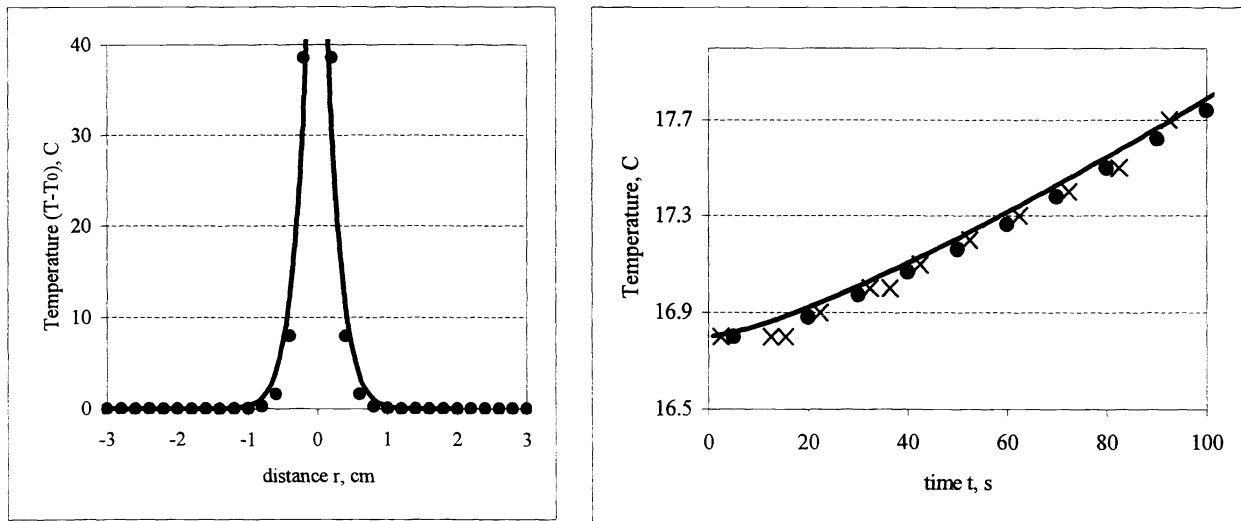 Temperature (T-To), C
40
30
20
10
0
-3 -2 -1 0 1 2 3
distance r, cm
Temperature, C
17.7
17.3
16.9
16.5
0 20 40 60 80 100
time t, s